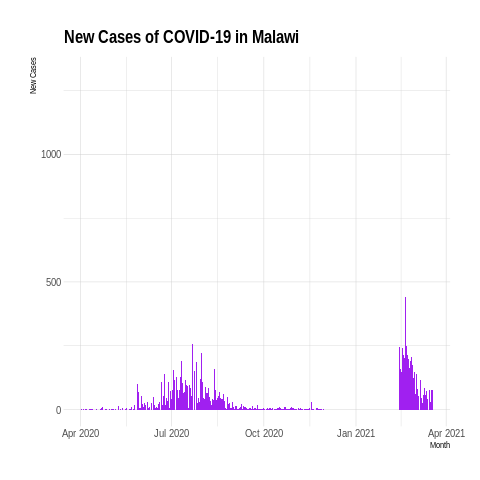 New Cases of COVID-19 in Malawi
New Cases
1000
500
0
Apr 2020 Jul 2020 Oct 2020 Jan 2021 Apr 2021
Month